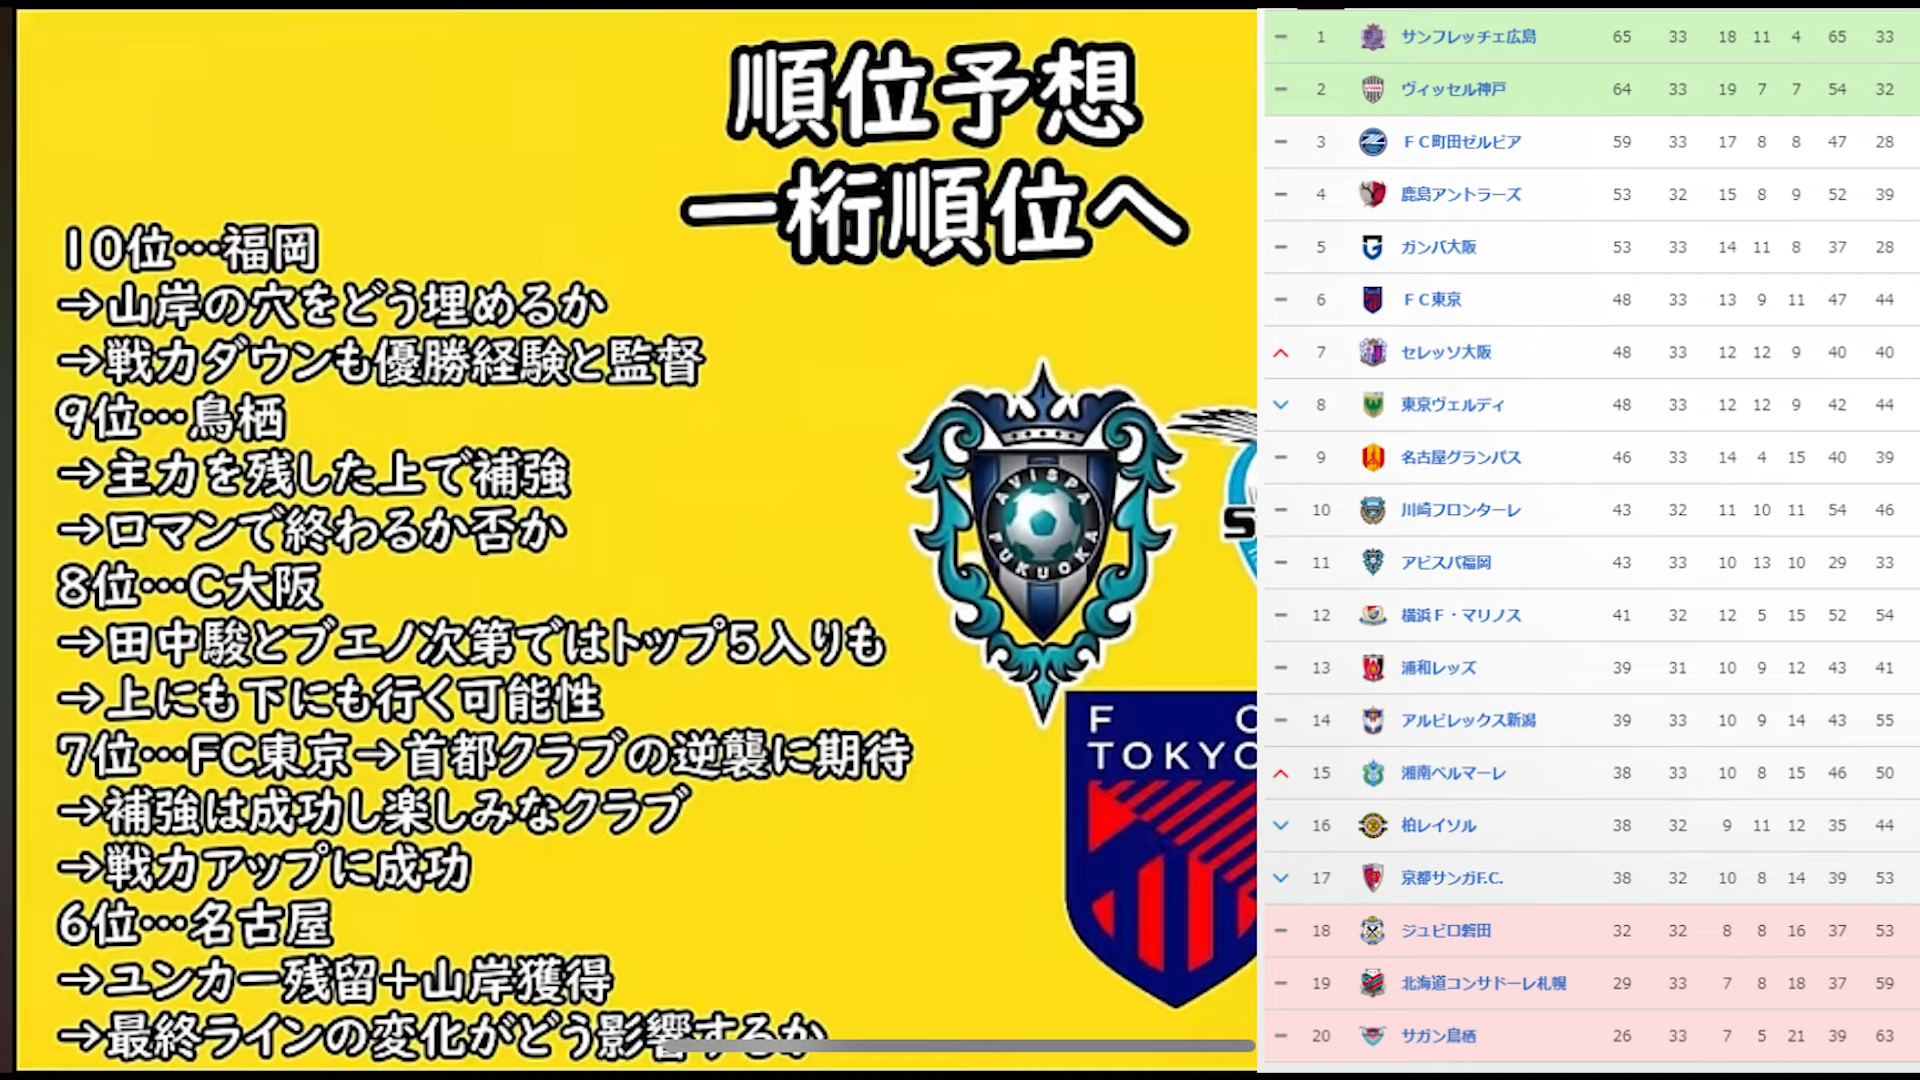 順位予想
一桁順位へ
10位…福岡
→山岸の穴をどう埋めるか
→戦力ダウンも優勝経験と監督
9位…鳥栖
→主力を残した上で補強
→ロマンで終わるか否か
8位…C大阪
→田中駿とブエノ次第ではトップ5入りも
→上にも下にも行く可能性
7位…FC東京→首都クラブの逆襲に期待
→補強は成功し楽しみなクラブ
→戦力アップに成功
6位…名古屋
→ユンカー残留+山岸獲得
→最終ラインの変化がどう影響するか
AVISPA
FUKUOKA
S
F C
TOKYO
1 サンフレッチェ広島 65 33 18 11 4 65 33
2 ヴィッセル神戸 64 33 19 7 7 54 32
3 ＦＣ町田ゼルビア 59 33 17 8 8 47 28
4 鹿島アントラーズ 53 32 15 8 9 52 39
5 ガンバ大阪 53 33 14 11 8 37 28
6 ＦＣ東京 48 33 13 9 11 47 44
7 セレッソ大阪 48 33 12 12 9 40 40
8 東京ヴェルディ 48 33 12 12 9 42 44
9 名古屋グランパス 46 33 14 4 15 40 39
10 川崎フロンターレ 43 32 11 10 11 54 46
11 アビスパ福岡 43 33 10 13 10 29 33
12 横浜Ｆ・マリノス 41 32 12 5 15 52 54
13 浦和レッズ 39 31 10 9 12 43 41
14 アルビレックス新潟 39 33 10 9 14 43 55
15 湘南ベルマーレ 38 33 10 8 15 46 50
16 柏レイソル 38 32 9 11 12 35 44
17 京都サンガF.C. 38 32 10 8 14 39 53
18 ジュビロ磐田 32 32 8 8 16 37 53
19 北海道コンサドーレ札幌 29 33 7 8 18 37 59
20 サガン鳥栖 26 33 7 5 21 39 63